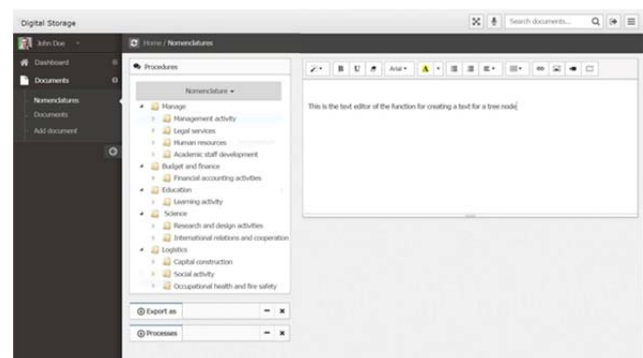 Digital Storage
Search documents...
John Doe
Home / Nomenclatures
Dashboard
Documents
Nomenclatures
Documents
Add document
Procedures
Nomenclature
Manage
Management activity
Legal services
Human resources
Academic staff development
Budget and finance
Financial accounting activities
Education
Learning activity
Science
Research and design activities
International relations and cooperation
Logistics
Capital construction
Social activity
Occupational health and fire safety
Export as
Processes
B U Arial A
This is the text editor of the function for creating a text for a tree node